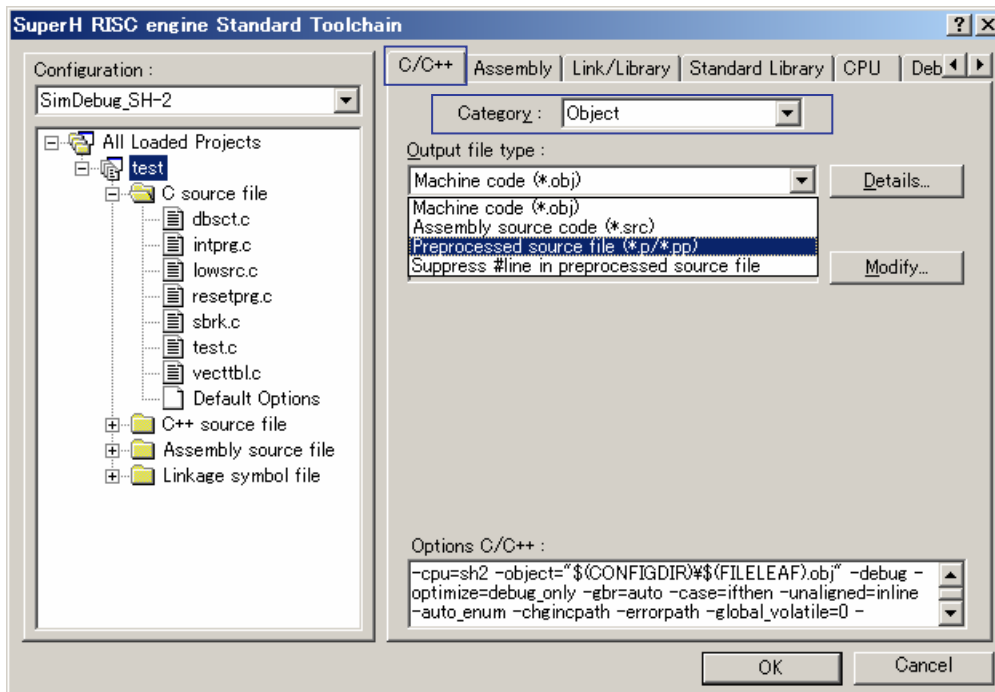 SuperH RISC engine Standard Toolchain
Configuration :
SimDebug_SH-2
All Loaded Projects
test
C source file
dbsct.c
intprg.c
lowsrc.c
resetprg.c
sbrk.c
test.c
vecttbl.c
Default Options
C++ source file
Assembly source file
Linkage symbol file
C/C++ Assembly Link/Library Standard Library CPU Deb
Category : Object
Output file type :
Machine code (*.obj) Details...
Machine code (*.obj)
Assembly source code (*.src)
Preprocessed source file (*.p/*.pp)
Suppress #line in preprocessed source file Modify...
Options C/C++ :
-cpu=sh2 -object="$(CONFIGDIR)¥$(FILELEAF).obj" -debug -
optimize=debug_only -gbr=auto -case=ifthen -unaligned=inline
-auto_enum -chgincpath -errorpath -global_volatile=0 -
OK Cancel